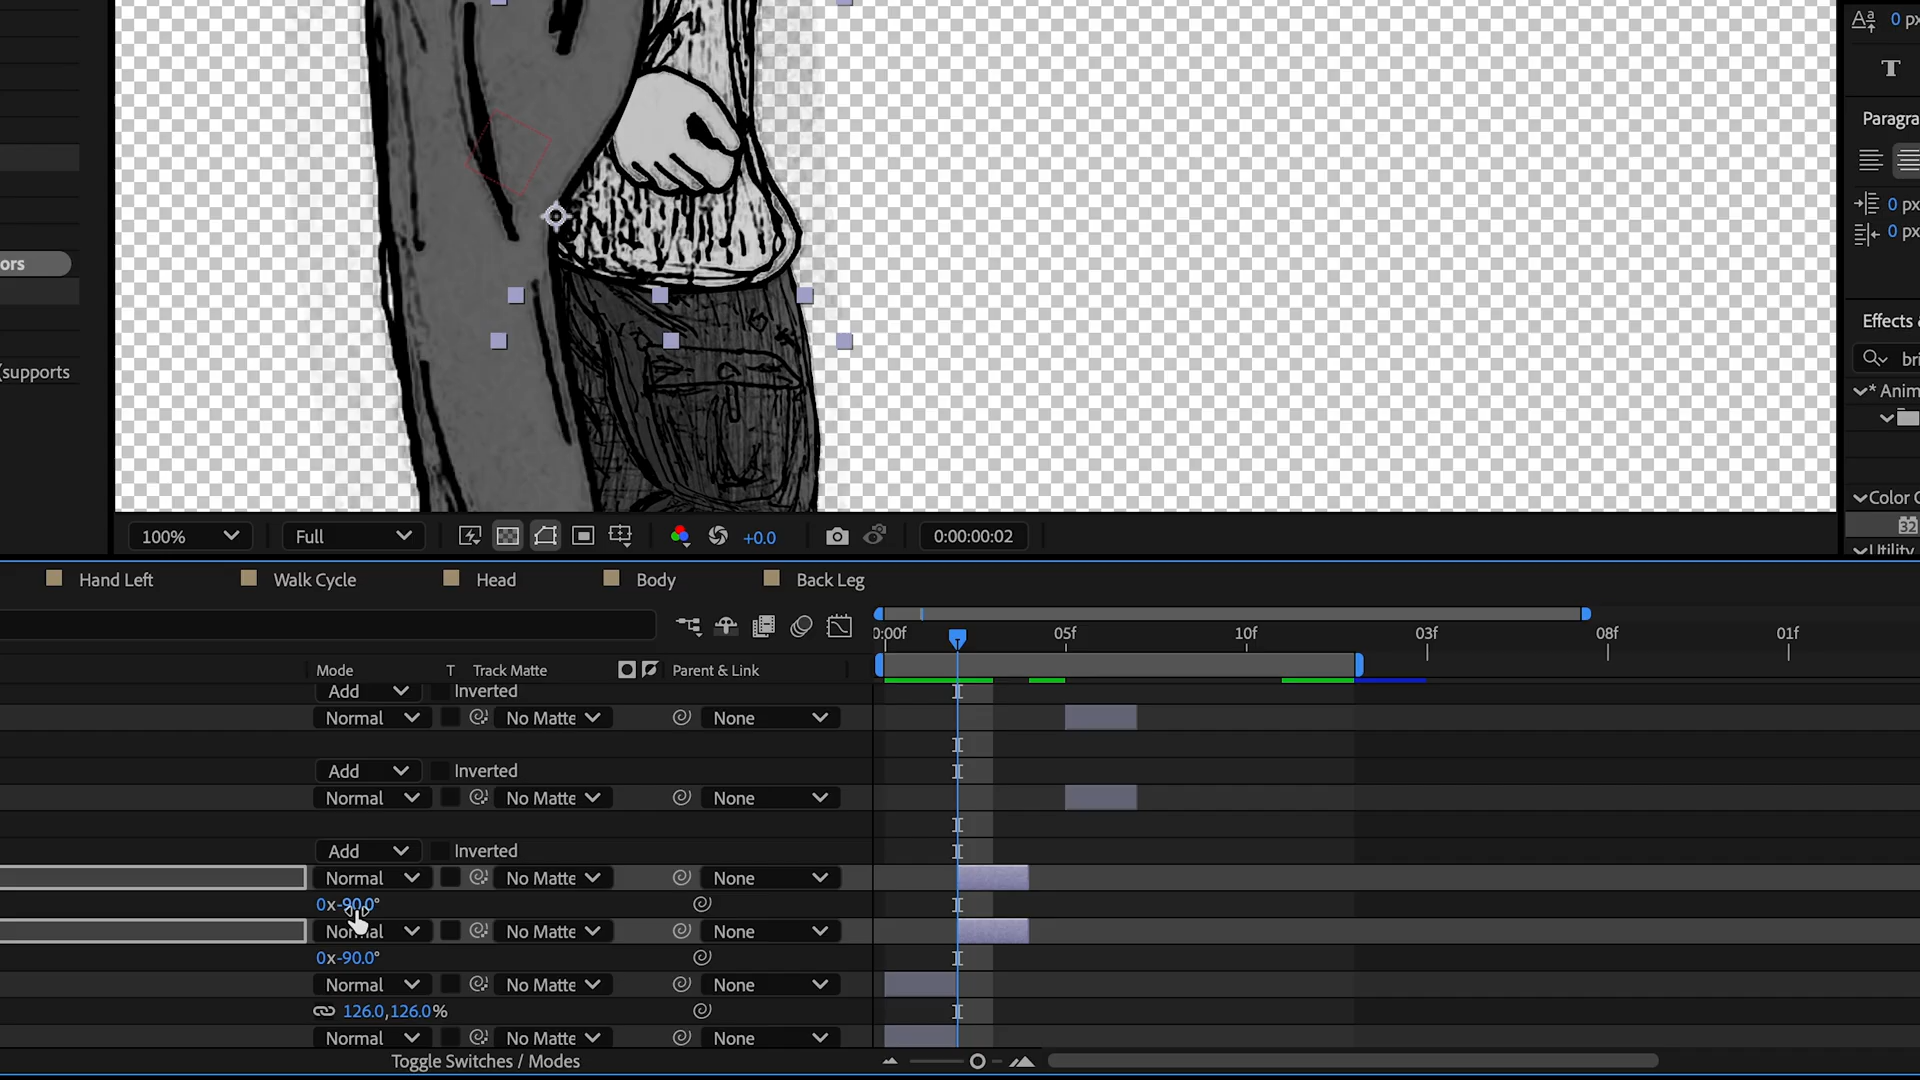 0 px
T
Paragra
0 px
0 px
ors
(supports
Effects &
bri
* Anim
Color C
32
Utility
100%
Full
+0.0
0:00:00:02
Hand Left
Walk Cycle
Head
Body
Back Leg
0:00f
05f
10f
03f
08f
01f
Mode
T
Track Matte
Parent & Link
Add
Inverted
Normal
No Matte
None
Add
Inverted
Normal
No Matte
None
Add
Inverted
Normal
No Matte
None
0x-90.0°
Normal
No Matte
None
0x-90.0°
Normal
No Matte
None
126.0,126.0%
Normal
No Matte
None
Toggle Switches / Modes